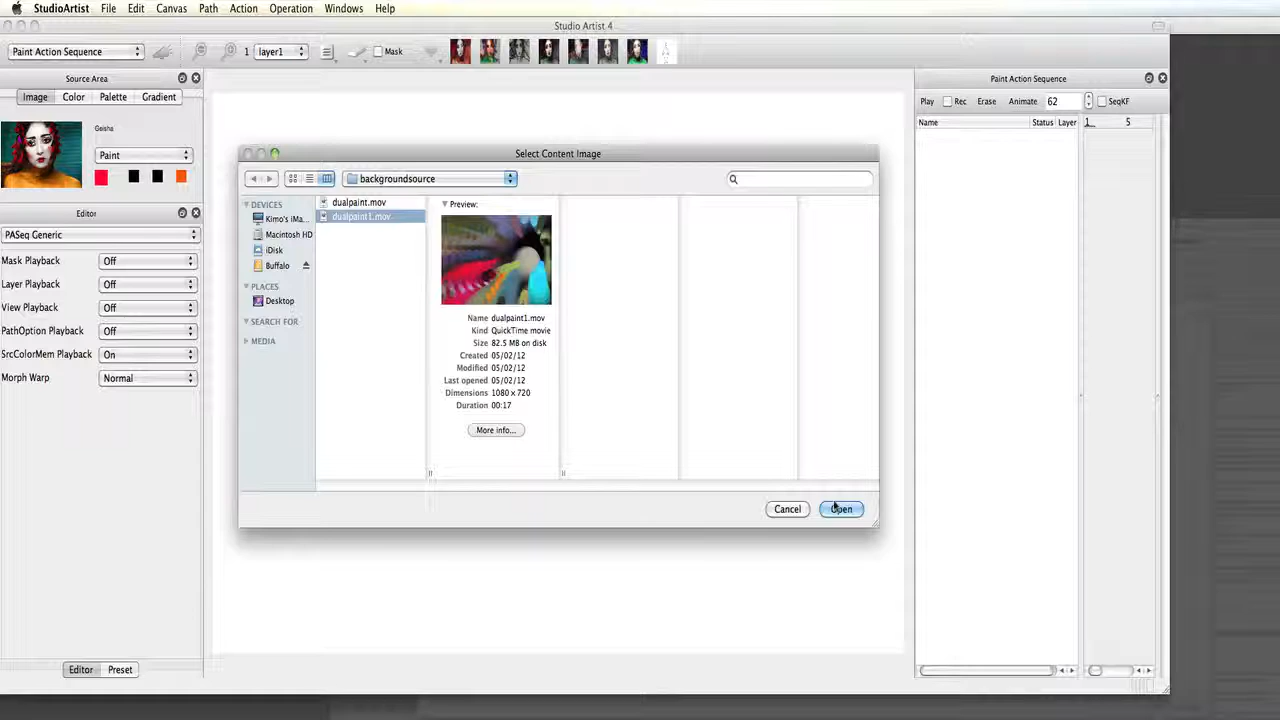 StudioArtist File Edit Canvas Path Action Operation Windows Help
Studio Artist 4
Paint Action Sequence 1 layer1 Mask
Source Area
Image Color Palette Gradient
Geisha
Paint
Editor
PASeq Generic
Mask Playback Off
Layer Playback Off
View Playback Off
PathOption Playback Off
SrcColorMem Playback On
Morph Warp Normal
Editor Preset
Select Content Image
backgroundsource
DEVICES
Kimo's iMa...
Macintosh HD
iDisk
Buffalo
PLACES
Desktop
SEARCH FOR
MEDIA
dualpaint.mov
dualpaint1.mov
Preview:
Name dualpaint1.mov
Kind QuickTime movie
Size 82.5 MB on disk
Created 05/02/12
Modified 05/02/12
Last opened 05/02/12
Dimensions 1080 x 720
Duration 00:17
More info...
Cancel Open
Paint Action Sequence
Play Rec Erase Animate 62 SeqKF
Name Status Layer 1 5